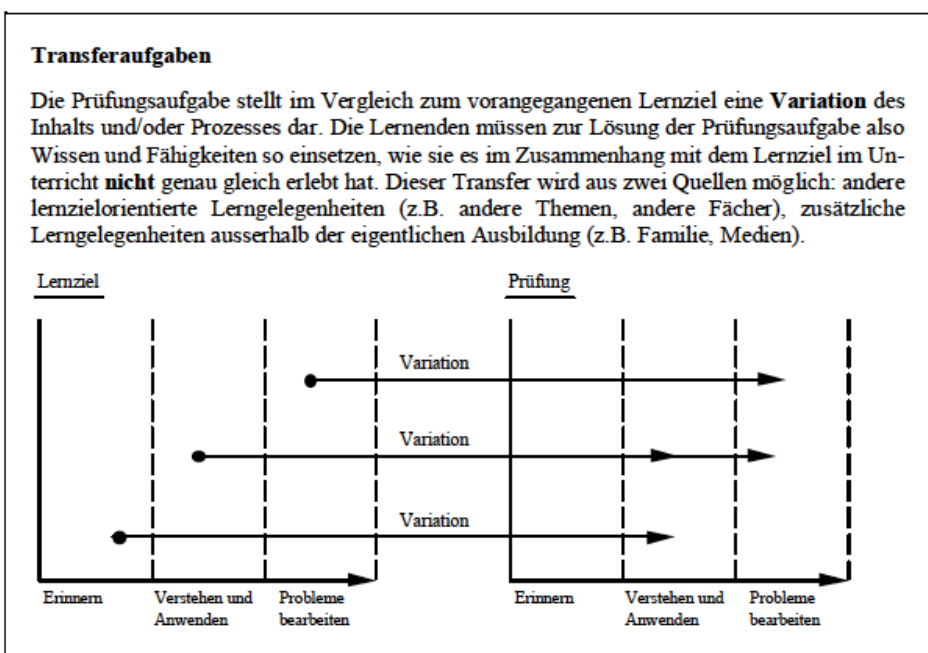 Transferaufgaben
Die Prüfungsaufgabe stellt im Vergleich zum vorangegangenen Lernziel eine Variation des
Inhalts und/oder Prozesses dar. Die Lernenden müssen zur Lösung der Prüfungsaufgabe also
Wissen und Fähigkeiten so einsetzen, wie sie es im Zusammenhang mit dem Lernziel im Un-
terricht nicht genau gleich erlebt hat. Dieser Transfer wird aus zwei Quellen möglich: andere
lernzielorientierte Lerngelegenheiten (z.B. andere Themen, andere Fächer), zusätzliche
Lerngelegenheiten ausserhalb der eigentlichen Ausbildung (z.B. Familie, Medien).
Lernziel Prüfung
Variation
Variation
Variation
Erinnern Verstehen und Probleme Erinnern Verstehen und Probleme
Anwenden bearbeiten Anwenden bearbeiten